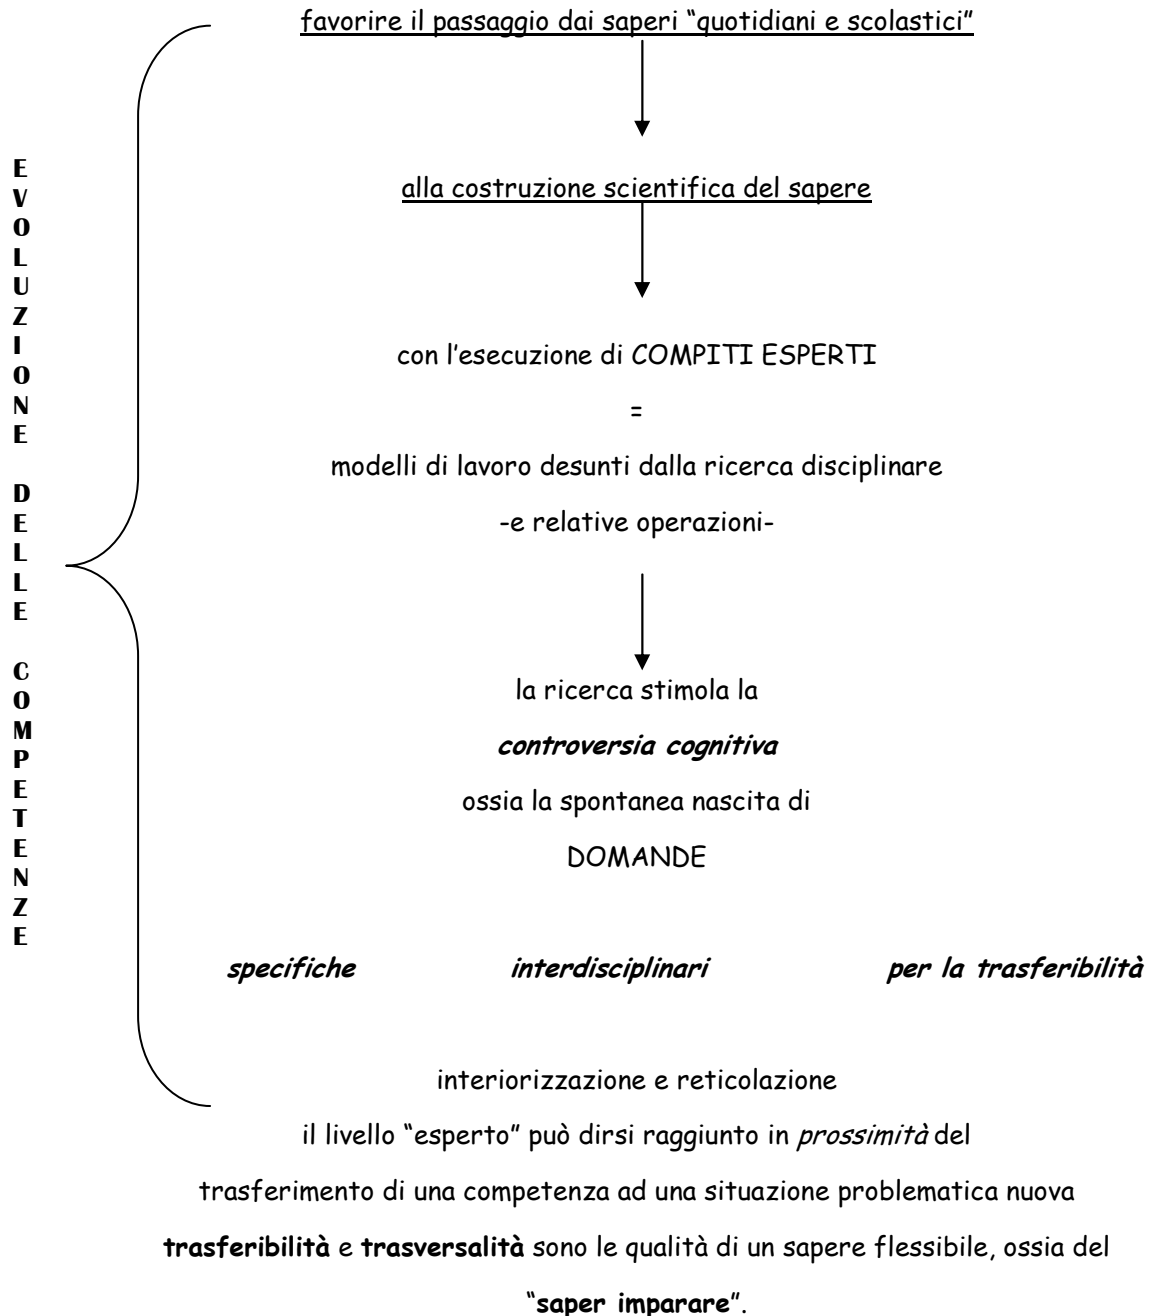 favorire il passaggio dai saperi “quotidiani e scolastici”
alla costruzione scientifica del sapere
con l’esecuzione di COMPITI ESPERTI
=
modelli di lavoro desunti dalla ricerca disciplinare
-e relative operazioni-
la ricerca stimola la
controversia cognitiva
ossia la spontanea nascita di
DOMANDE
specifiche interdisciplinari per la trasferibilità
interiorizzazione e reticolazione
il livello “esperto” può dirsi raggiunto in prossimità del
trasferimento di una competenza ad una situazione problematica nuova
trasferibilità e trasversalità sono le qualità di un sapere flessibile, ossia del
“saper imparare”.
EVOLUZIONE DELLE COMPETENZE